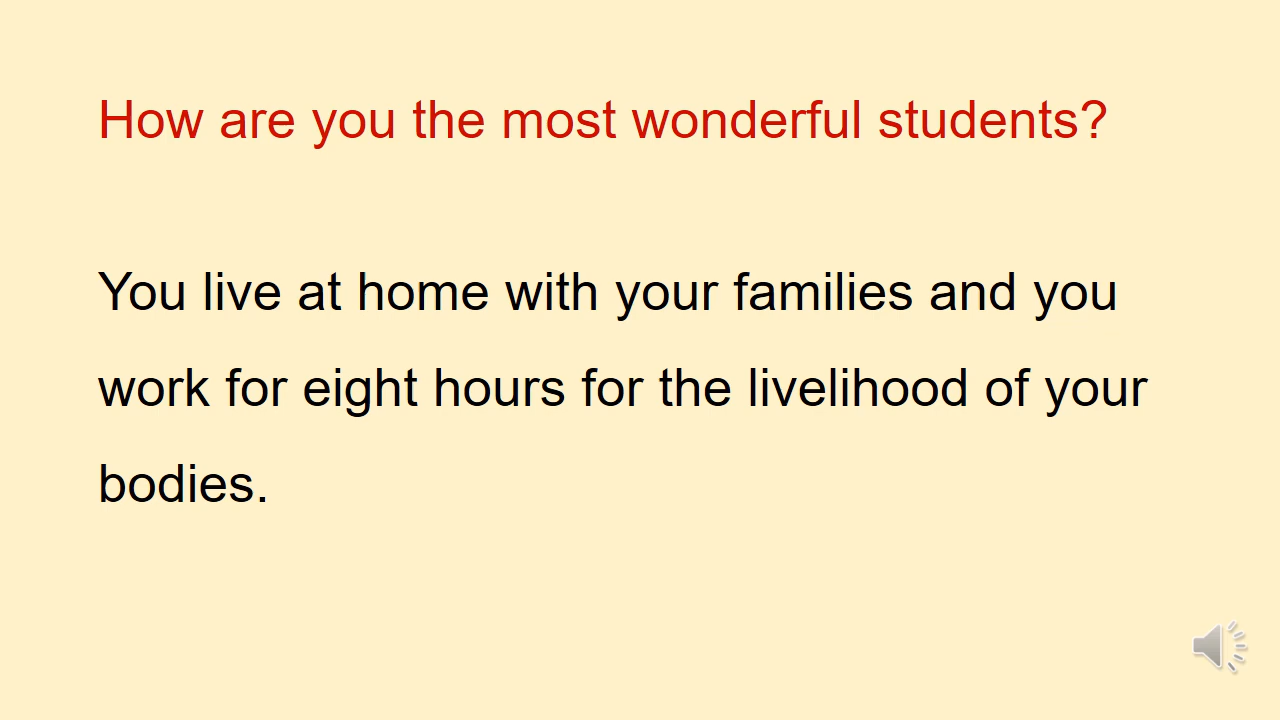 How are you the most wonderful students?
You live at home with your families and you
work for eight hours for the livelihood of your
bodies.